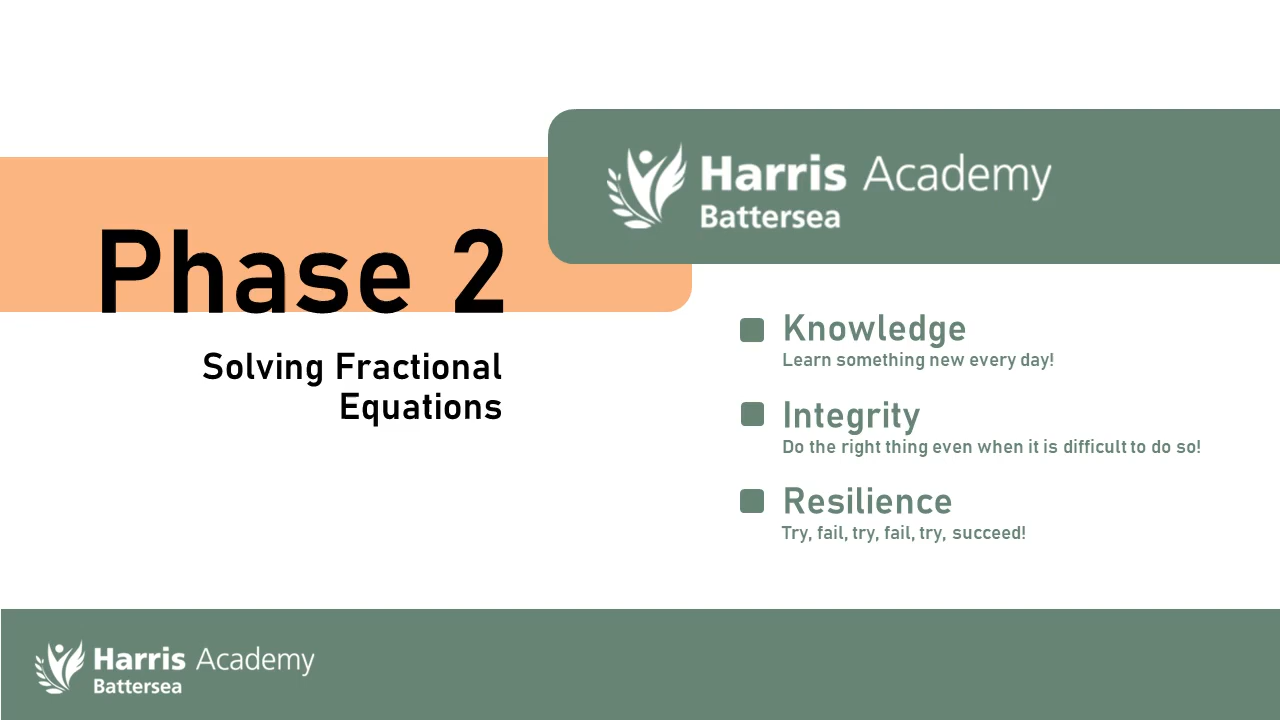 Harris Academy
Battersea
Phase 2
Solving Fractional
Equations
Knowledge
Learn something new every day!
Integrity
Do the right thing even when it is difficult to do so!
Resilience
Try, fail, try, fail, try, succeed!
Harris Academy
Battersea